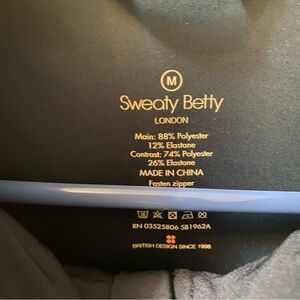 M
Sweaty Betty
LONDON
Main: 88% Polyester
12% Elastane
Contrast: 74% Polyester
26% Elastane
MADE IN CHINA
Fasten zipper
RN 03525806 SB1962A
BRITISH DESIGN SINCE 1998